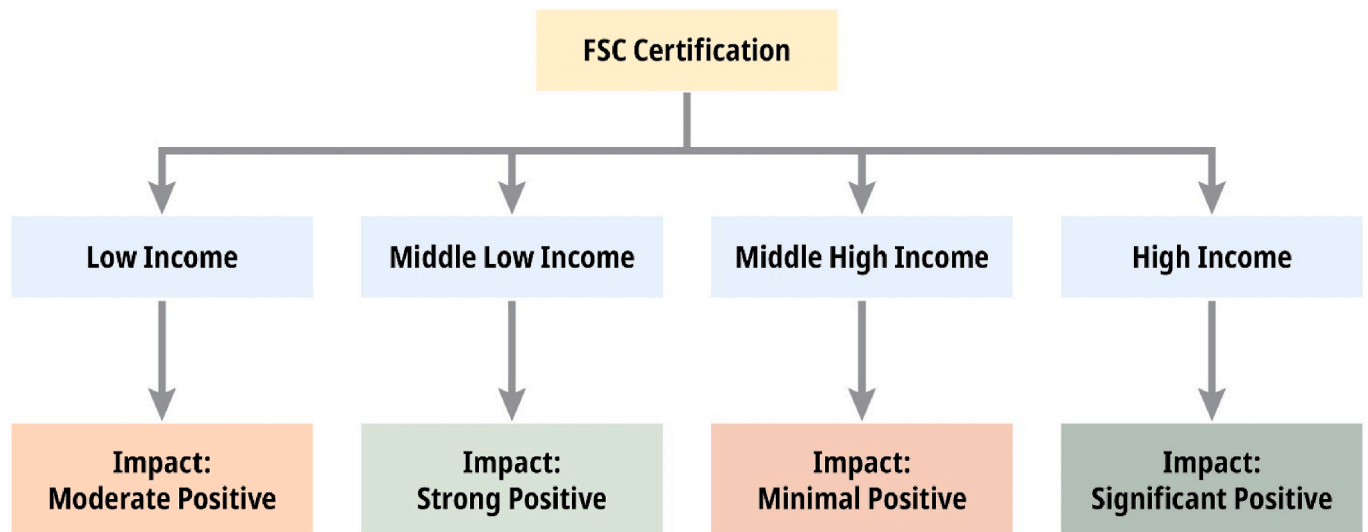 FSC Certification
Low Income
Middle Low Income
Middle High Income
High Income
Impact:
Moderate Positive
Impact:
Strong Positive
Impact:
Minimal Positive
Impact:
Significant Positive